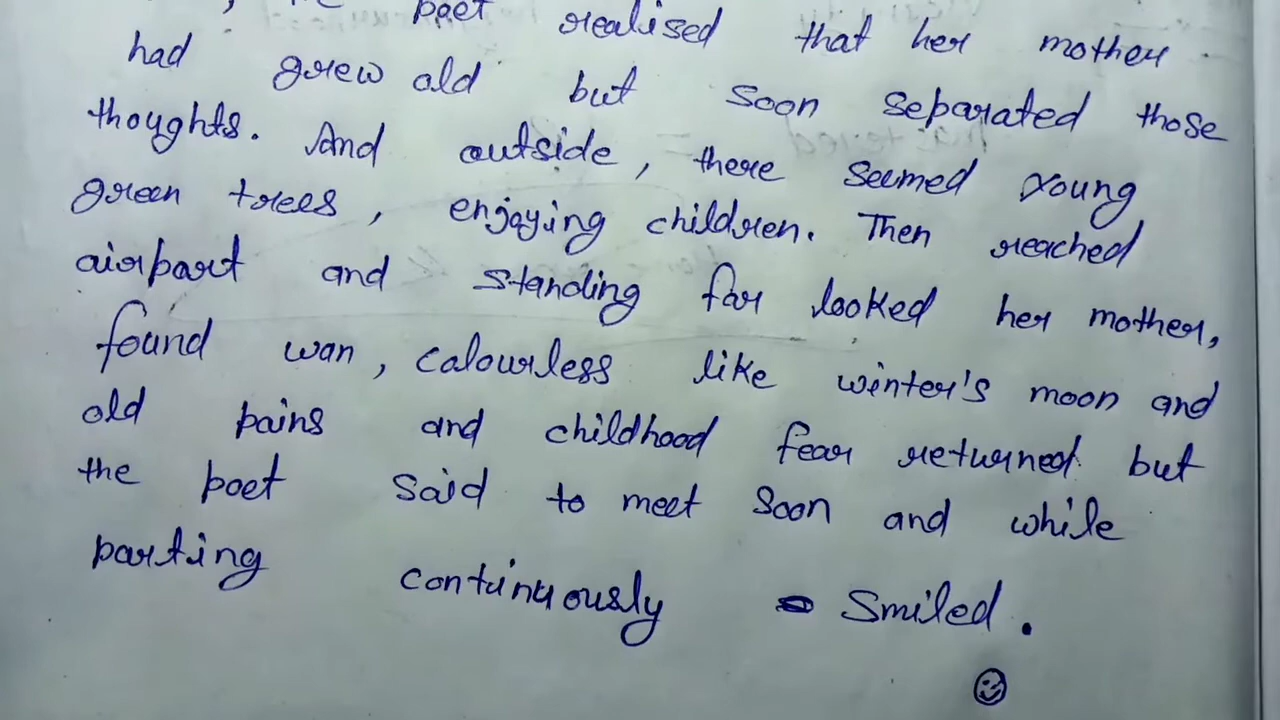 poet realised that her mother
had grew old but soon separated those
thoughts. And outside, there seemed young
green trees, enjoying children. Then reached
airport and standing far looked her mother,
found wan, colourless like winter's moon and
old pains and childhood fear returned but
the poet said to meet soon and while
parting continuously smiled.